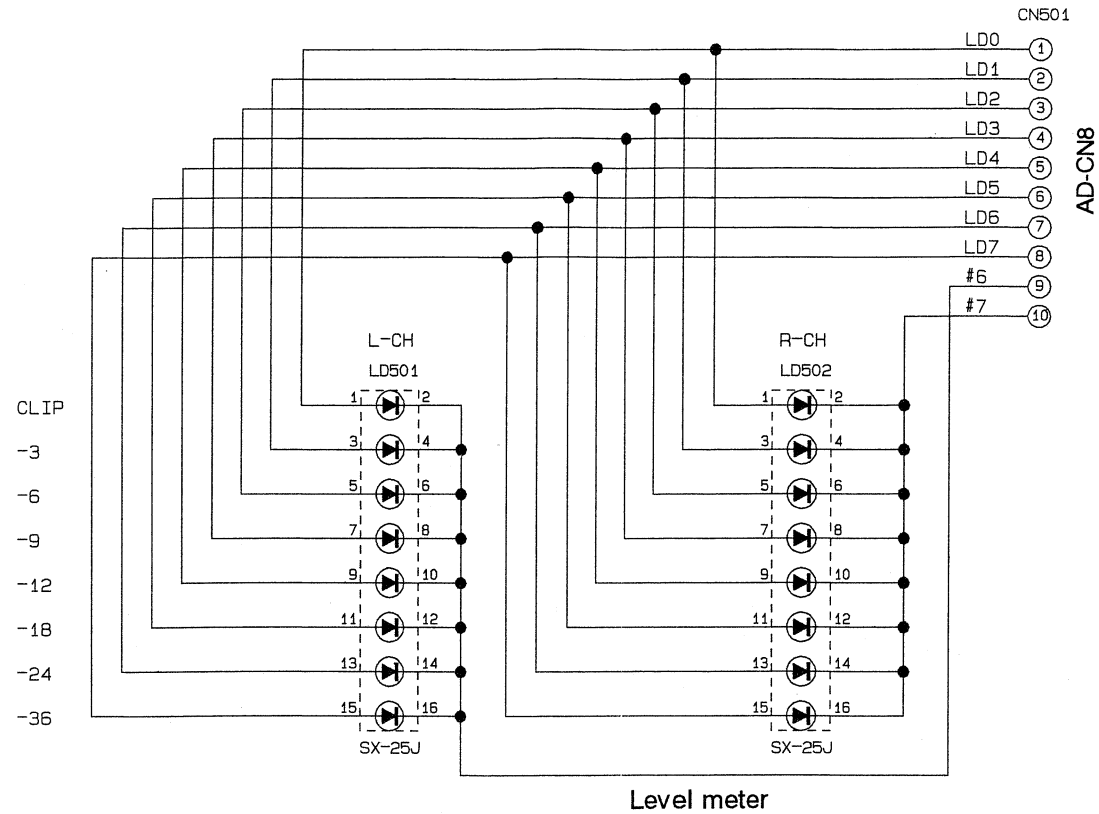 CN501
LD0 1
LD1 2
LD2 3
LD3 4
LD4 5
LD5 6
LD6 7
LD7 8
#6 9
#7 10
AD-CN8
L-CH R-CH
LD501 LD502
CLIP 1 2 1 2
-3 3 4 3 4
-6 5 6 5 6
-9 7 8 7 8
-12 9 10 9 10
-18 11 12 11 12
-24 13 14 13 14
-36 15 16 15 16
SX-25J SX-25J
Level meter